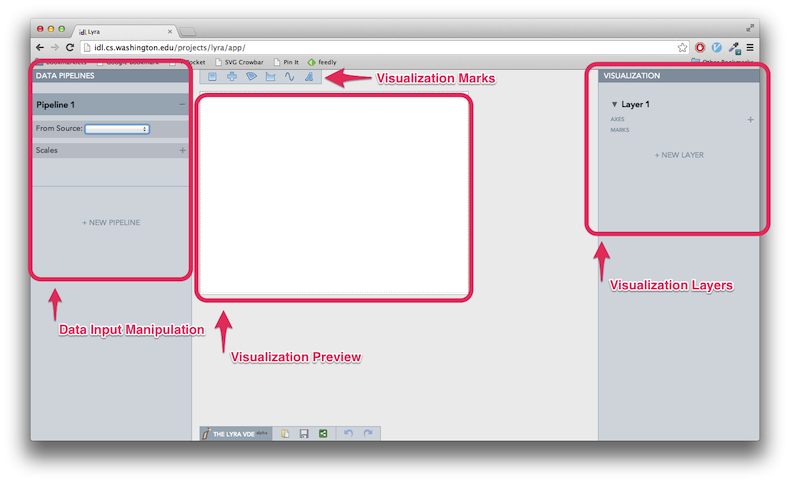 Lyra
idl.cs.washington.edu/projects/lyra/app/
Pocket
SVG Crowbar
Pin It
feedly
Other Bookmarks
DATA PIPELINES
Visualization Marks
VISUALIZATION
Pipeline 1
Layer 1
From Source:
AXES
MARKS
Scales
+ NEW LAYER
+ NEW PIPELINE
Visualization Layers
Data Input Manipulation
Visualization Preview
THE LYRA VDE alpha